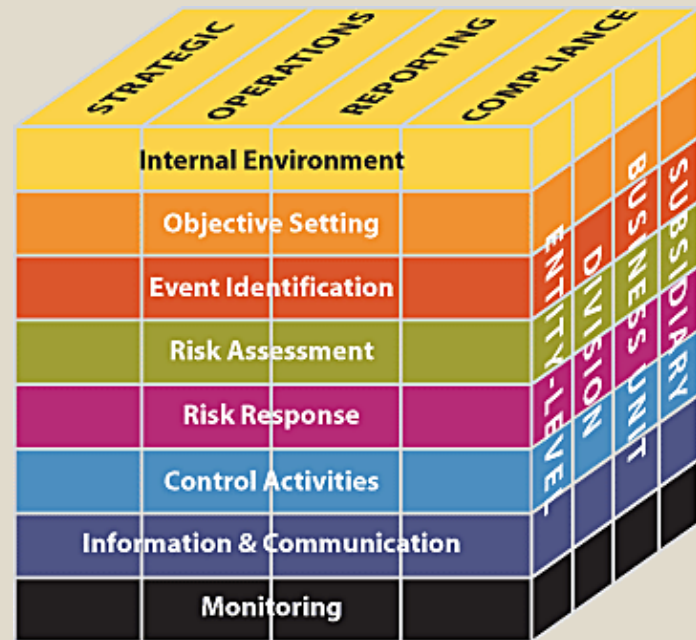 STRATEGIC
OPERATIONS
REPORTING
COMPLIANCE
Internal Environment
Objective Setting
Event Identification
Risk Assessment
Risk Response
Control Activities
Information & Communication
Monitoring
ENTITY-LEVEL
DIVISION
BUSINESS UNIT
SUBSIDIARY